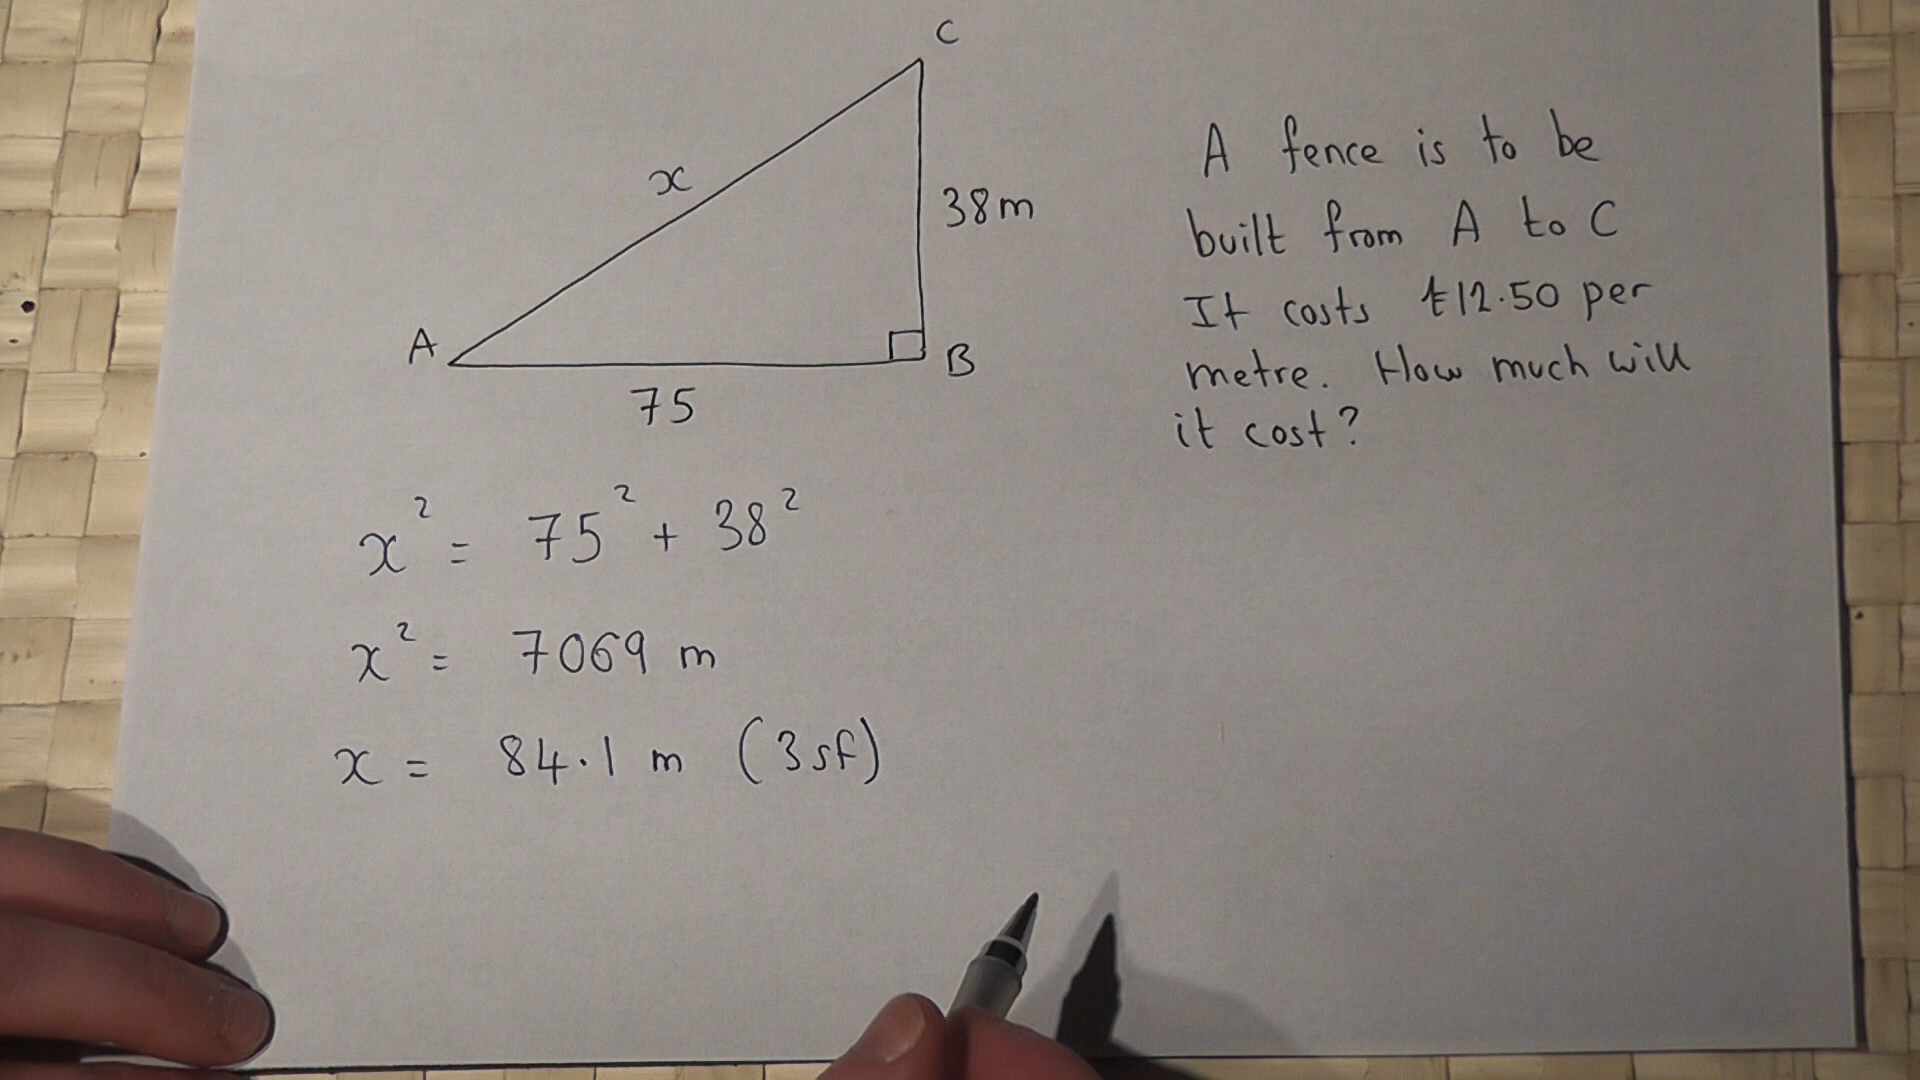 C
x
38m
A
B
75
A fence is to be
built from A to C
It costs £12.50 per
metre. How much will
it cost?
x² = 75² + 38²
x² = 7069 m
x = 84.1 m (3sf)